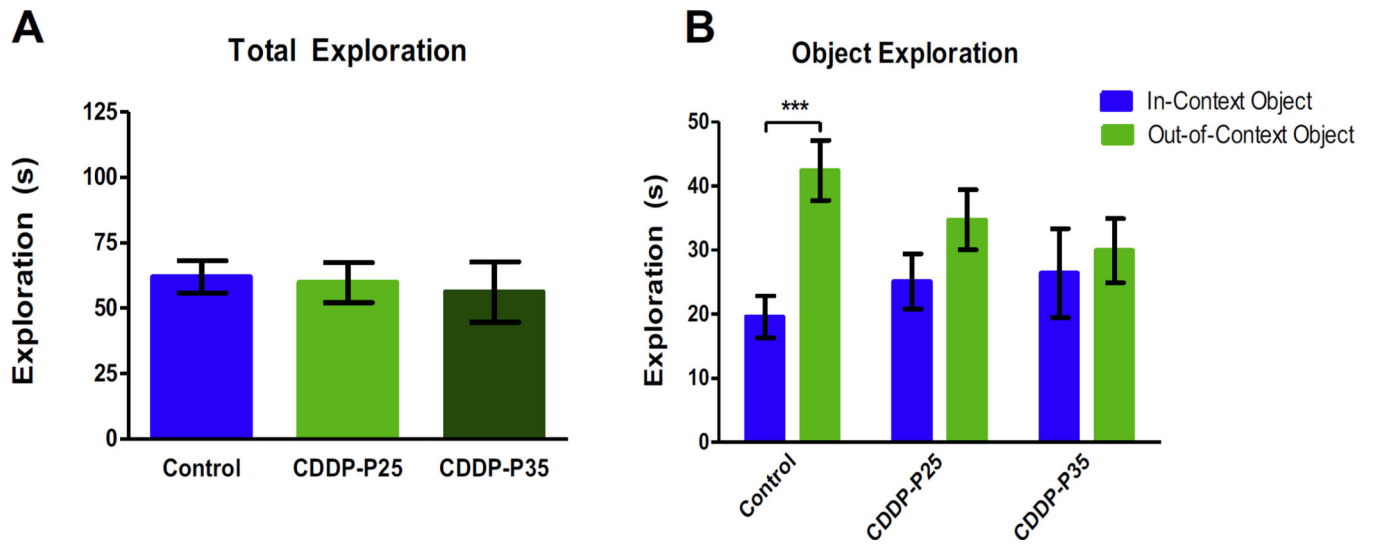 A
Total Exploration
Exploration (s)
125
100
75
50
25
0
Control CDDP-P25 CDDP-P35
B
Object Exploration
In-Context Object
Out-of-Context Object
***
Exploration (s)
50
40
30
20
10
0
Control CDDP-P25 CDDP-P35